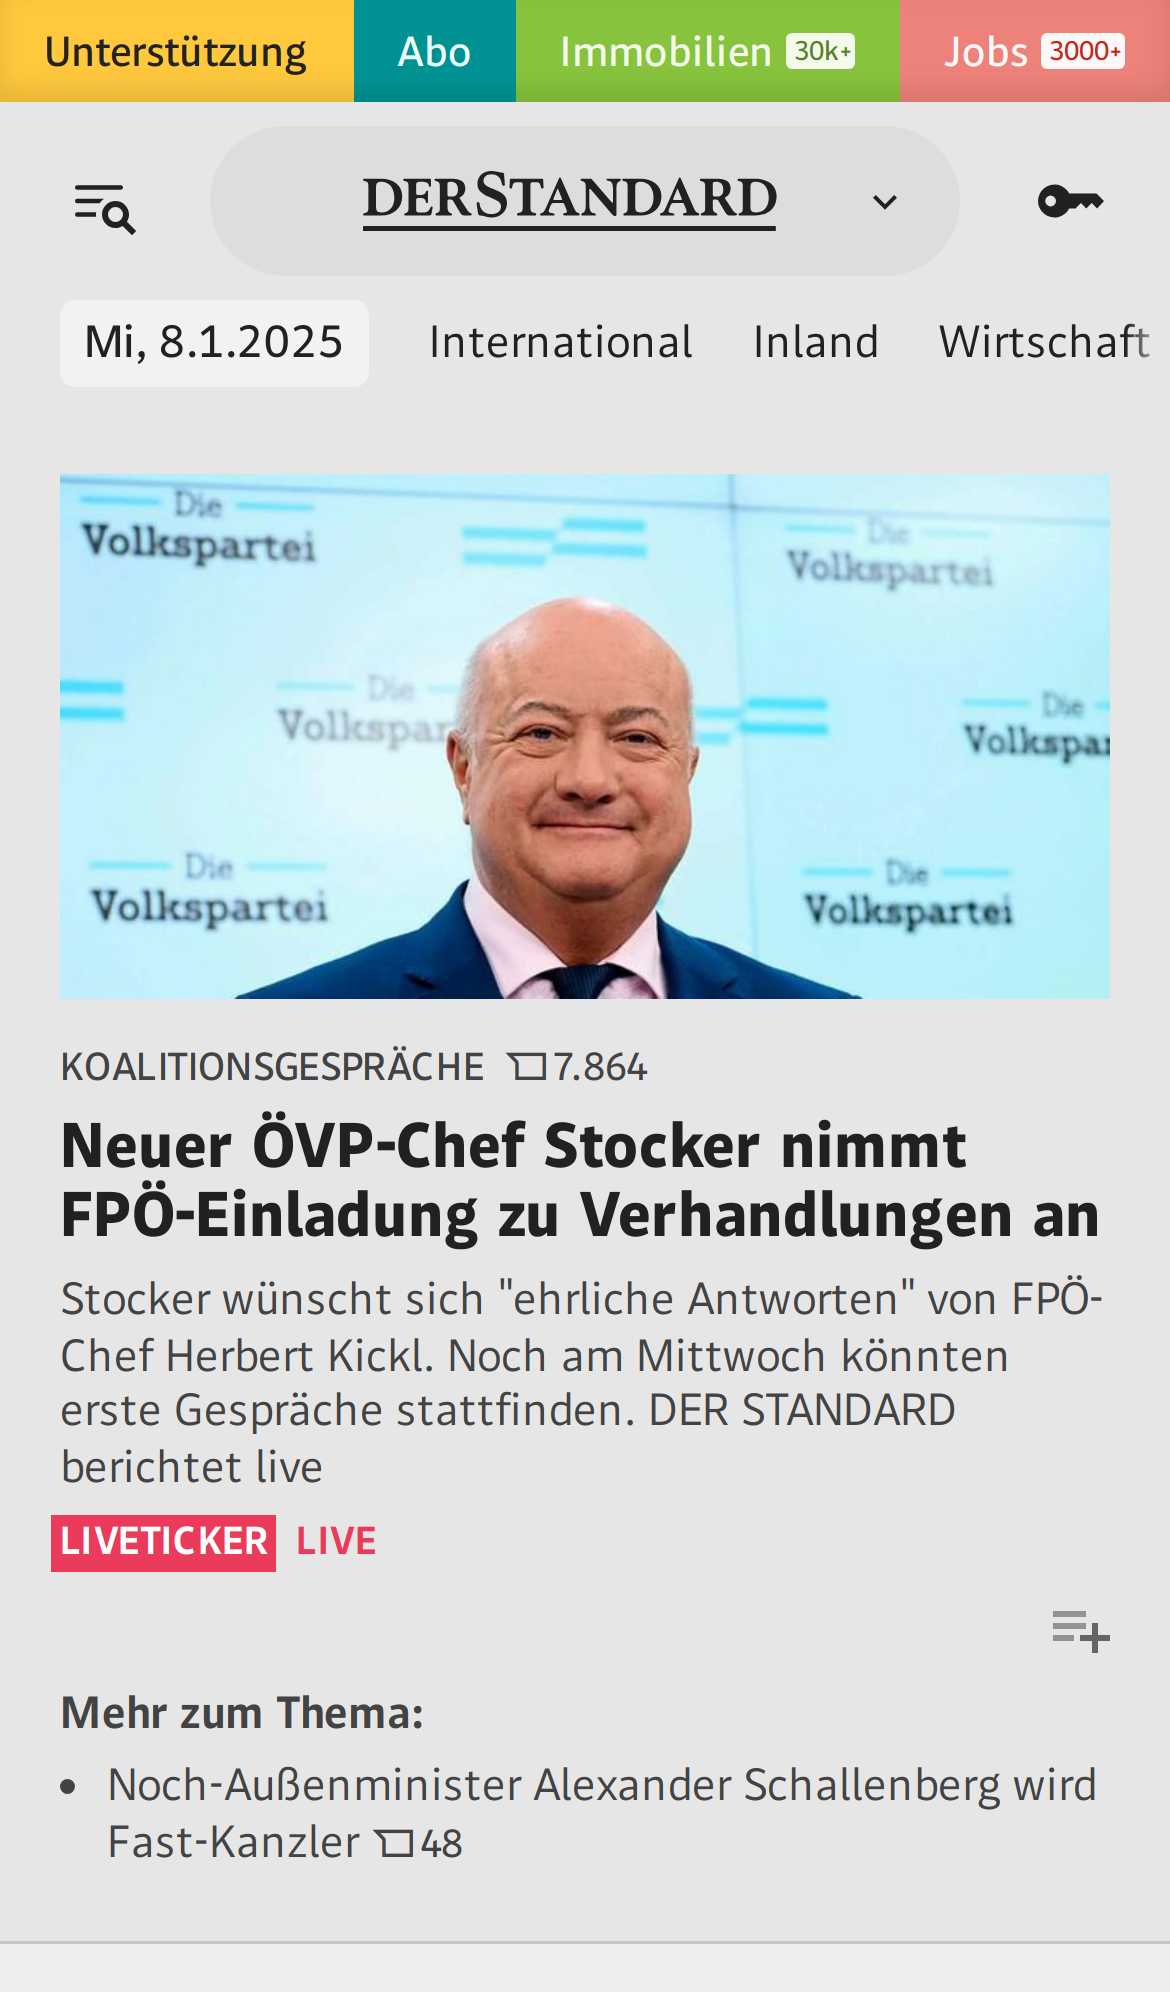 Unterstützung Abo Immobilien 30k+ Jobs 3000+
DER STANDARD
Mi, 8.1.2025 International Inland Wirtschaft
Die
Volkspartei
Die
Volkspartei
Die
Volkspar
Die
Volkspar
Die
Volkspartei
Die
Volkspartei
KOALITIONSGESPRÄCHE 7.864
Neuer ÖVP-Chef Stocker nimmt
FPÖ-Einladung zu Verhandlungen an
Stocker wünscht sich "ehrliche Antworten" von FPÖ-
Chef Herbert Kickl. Noch am Mittwoch könnten
erste Gespräche stattfinden. DER STANDARD
berichtet live
LIVETICKER LIVE
Mehr zum Thema:
• Noch-Außenminister Alexander Schallenberg wird
Fast-Kanzler 48